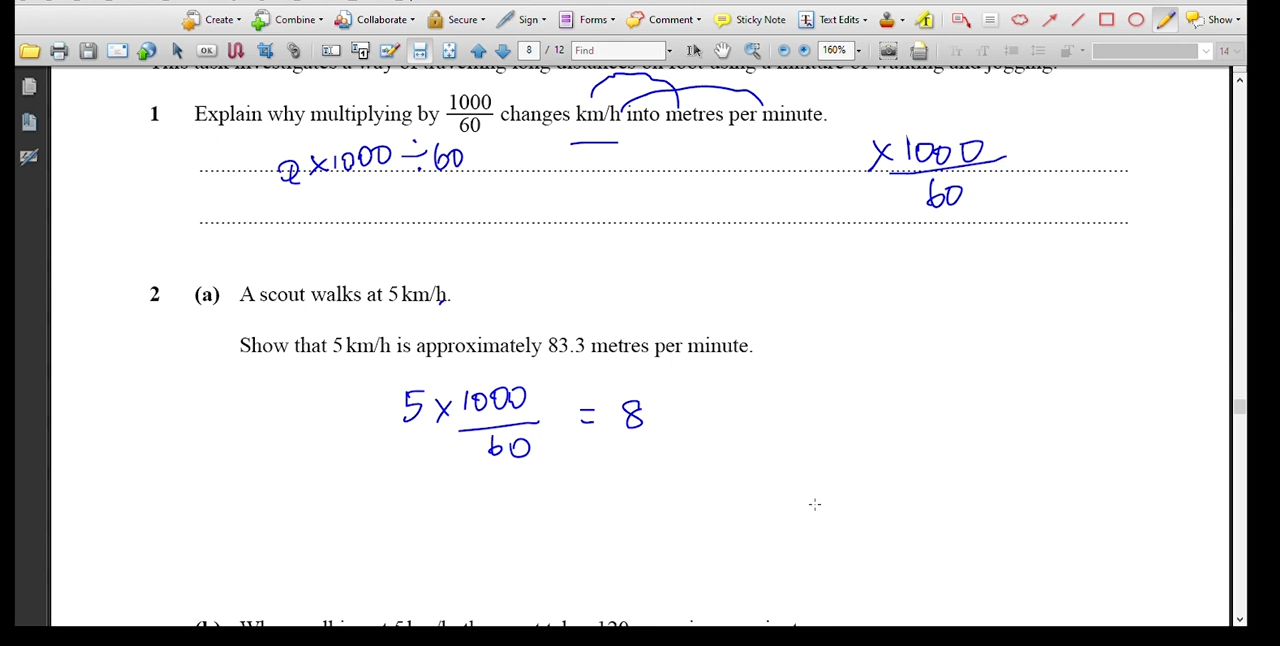 Create Combine Collaborate Secure Sign Forms Comment Sticky Note Text Edits Show
OK 8 / 12 Find 160% 14
1 Explain why multiplying by 1000/60 changes km/h into metres per minute.
× 1000 ÷ 60
× 1000/60
2 (a) A scout walks at 5 km/h.
Show that 5 km/h is approximately 83.3 metres per minute.
5 × 1000/60 = 8